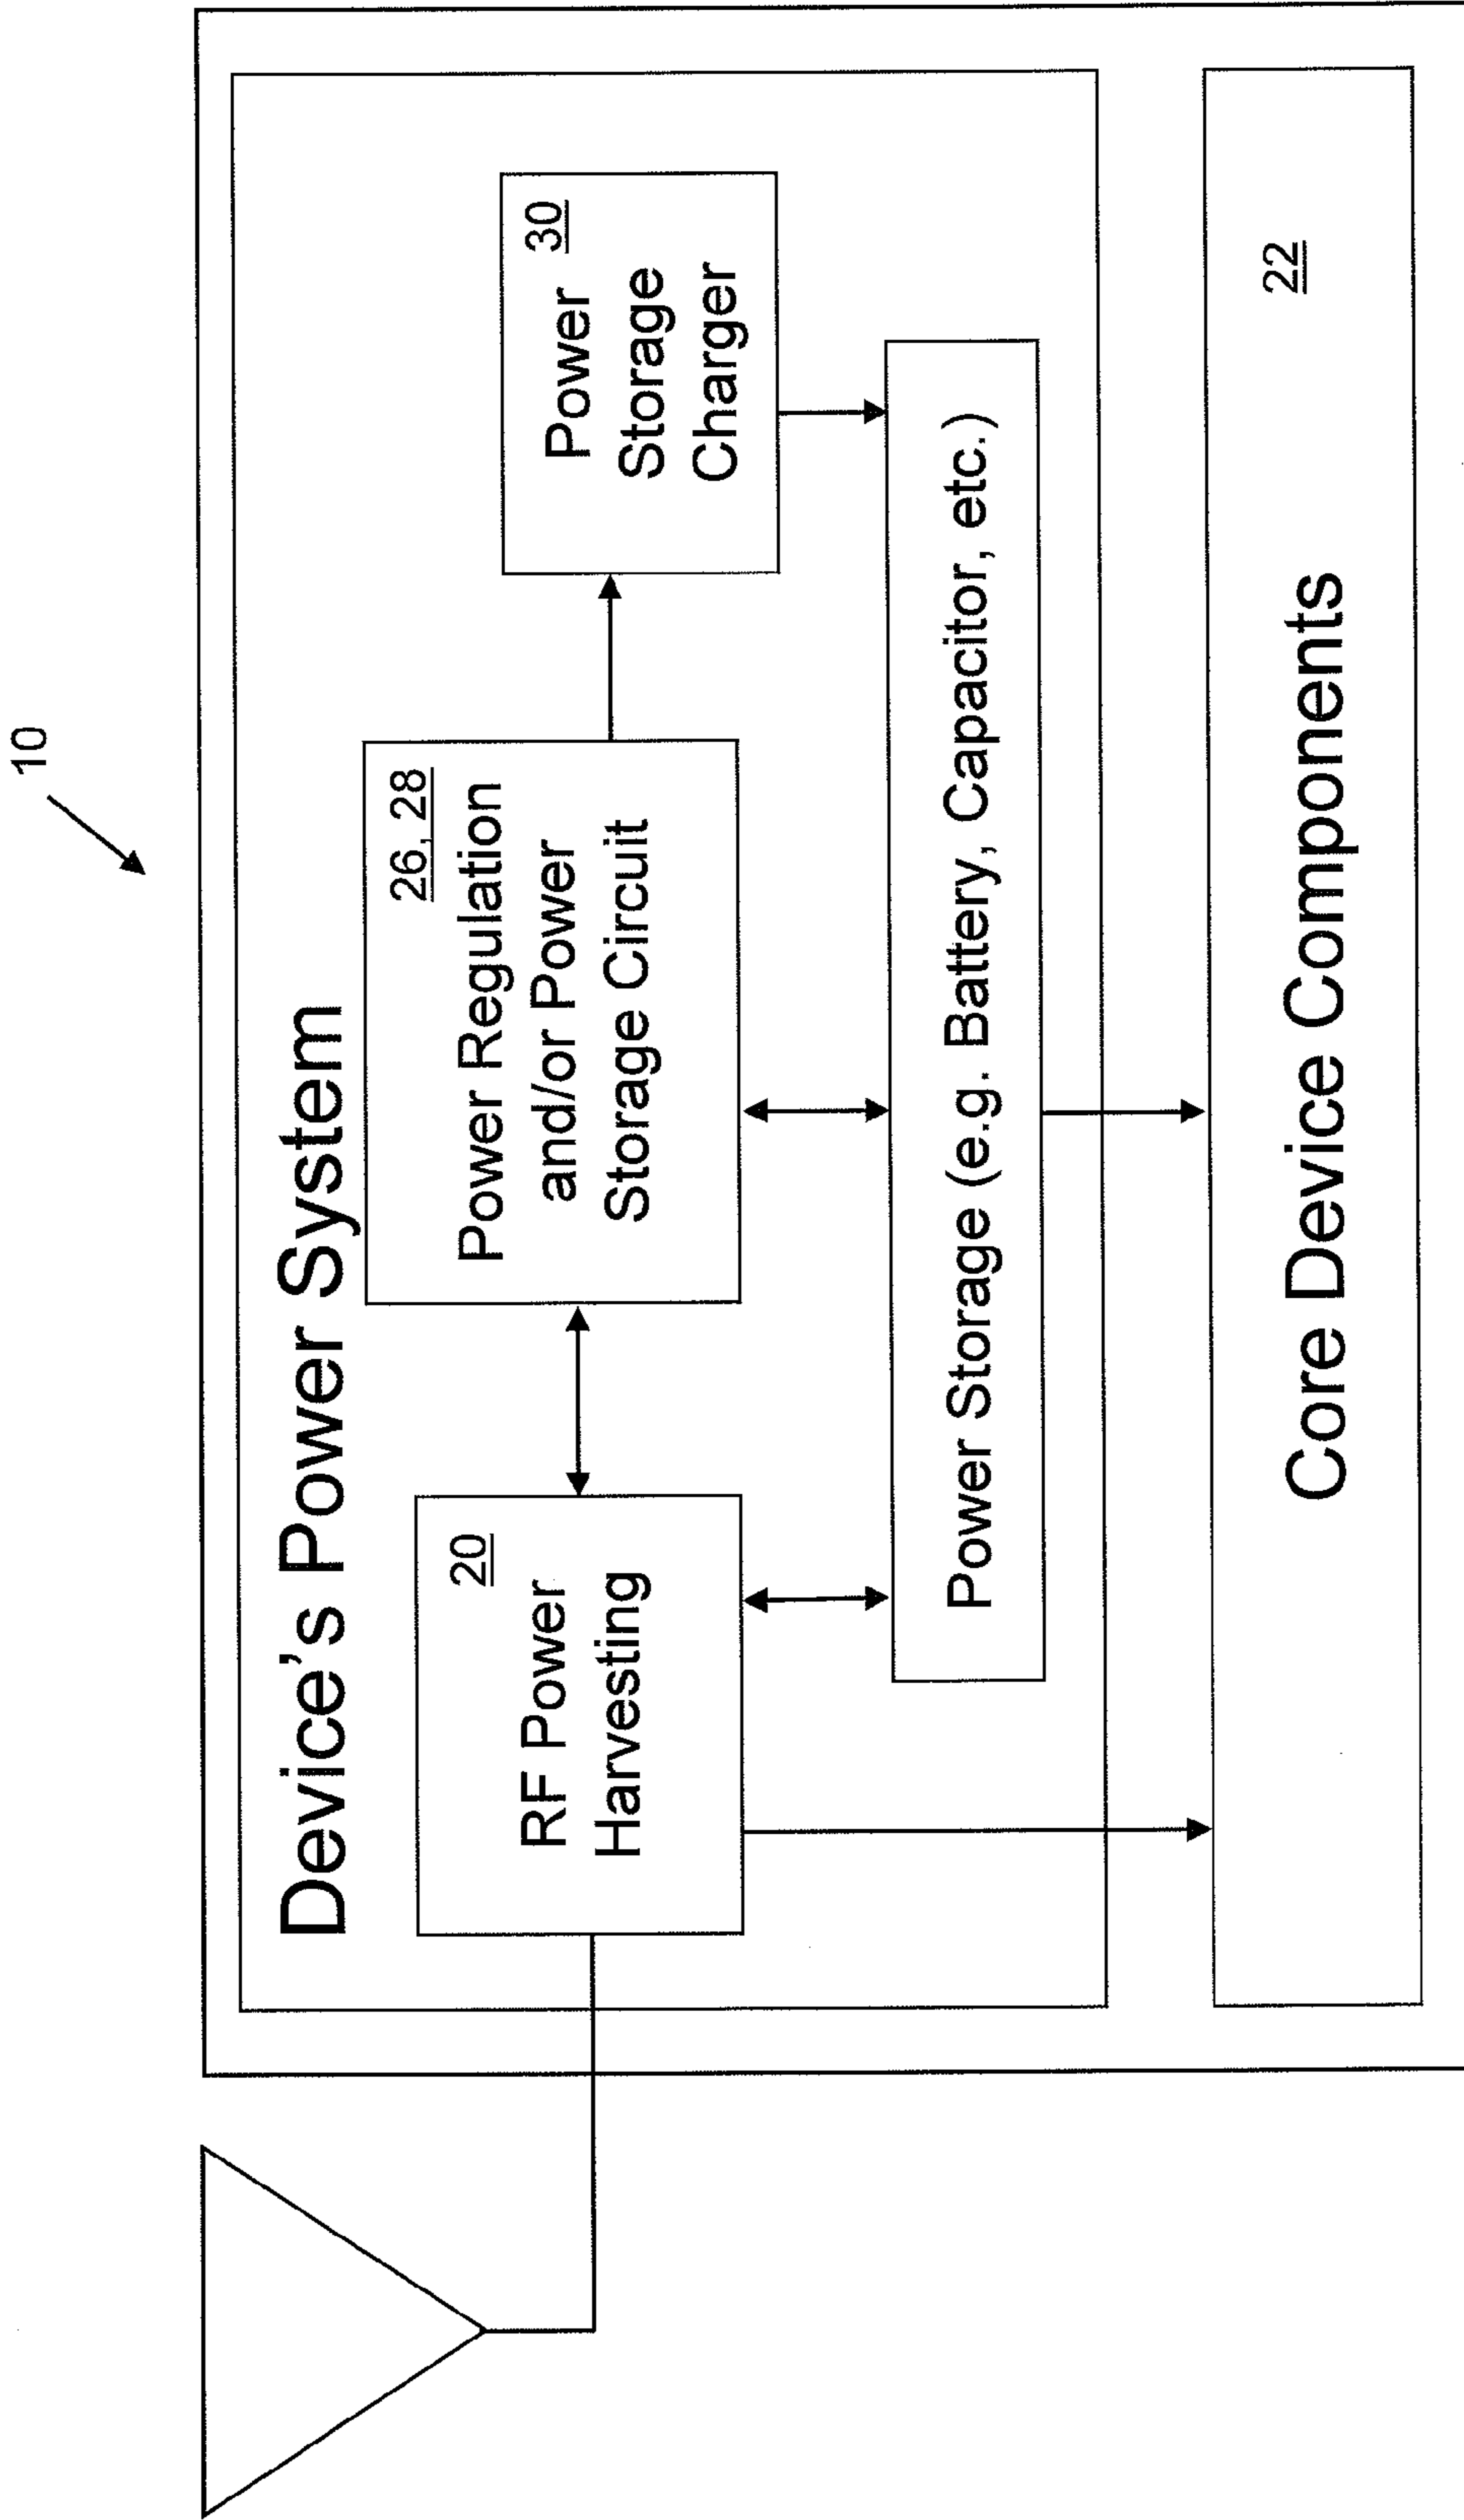 10
Device's Power System
20
RF Power
Harvesting
26, 28
Power Regulation
and/or Power
Storage Circuit
30
Power
Storage
Charger
Power Storage (e.g. Battery, Capacitor, etc.)
22
Core Device Components